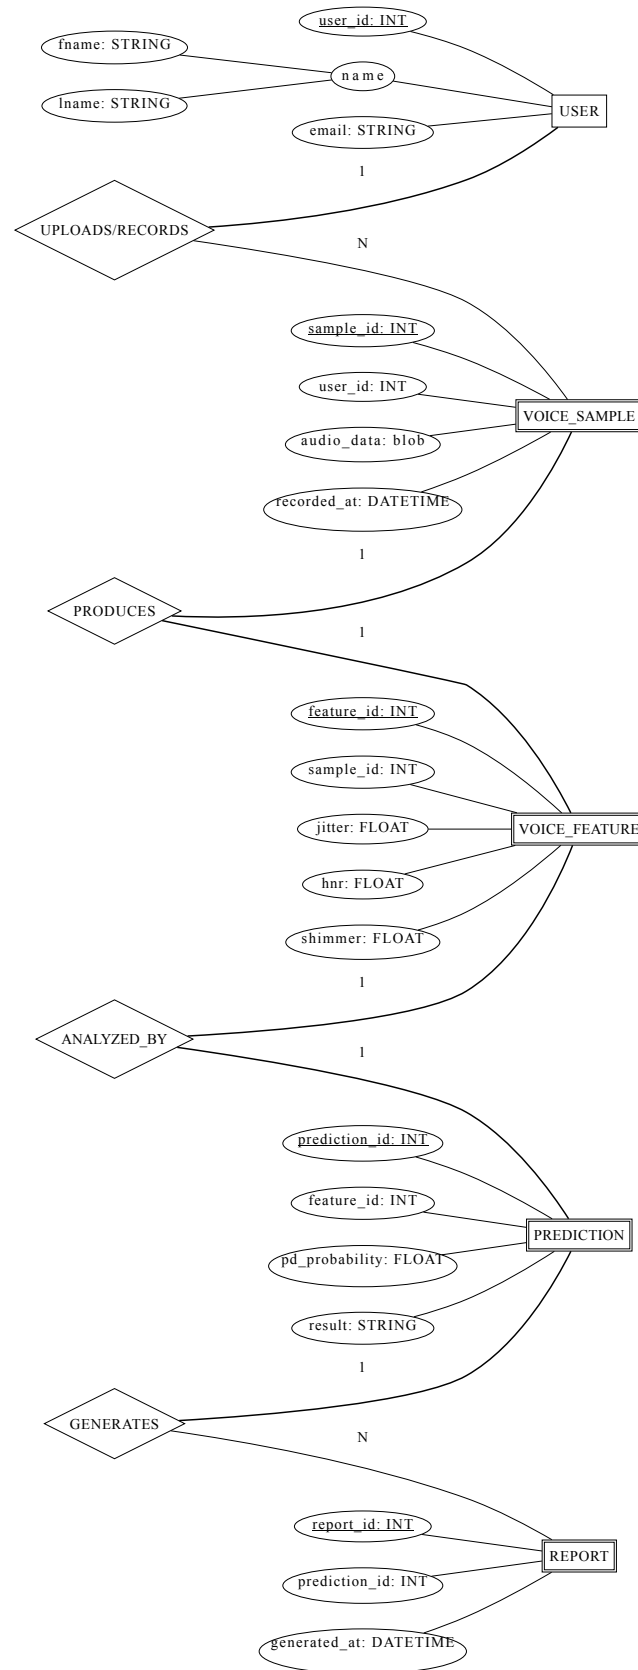 user_id: INT
fname: STRING
name
lname: STRING
USER
email: STRING
1
UPLOADS/RECORDS
N
sample_id: INT
user_id: INT
VOICE_SAMPLE
audio_data: blob
recorded_at: DATETIME
1
PRODUCES
1
feature_id: INT
sample_id: INT
jitter: FLOAT
VOICE_FEATURE
hnr: FLOAT
shimmer: FLOAT
1
ANALYZED_BY
1
prediction_id: INT
feature_id: INT
PREDICTION
pd_probability: FLOAT
result: STRING
1
GENERATES
N
report_id: INT
REPORT
prediction_id: INT
generated_at: DATETIME